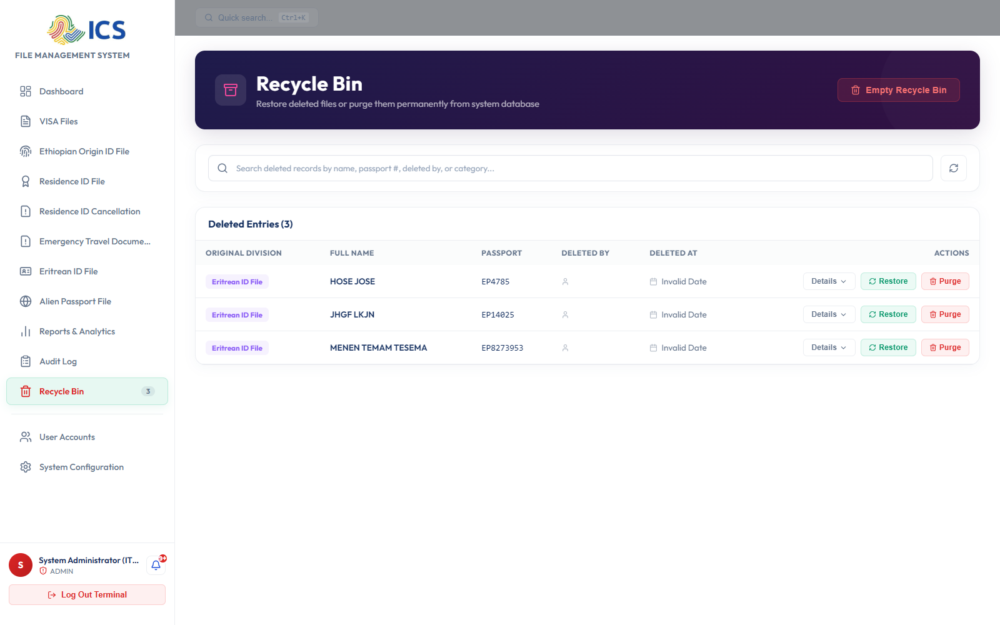 ICS
FILE MANAGEMENT SYSTEM
Dashboard
VISA Files
Ethiopian Origin ID File
Residence ID File
Residence ID Cancellation
Emergency Travel Docume...
Eritrean ID File
Alien Passport File
Reports & Analytics
Audit Log
Recycle Bin 3
User Accounts
System Configuration
S System Administrator (IT... 9+
ADMIN
Log Out Terminal
Quick search... Ctrl+K
Recycle Bin
Restore deleted files or purge them permanently from system database
Empty Recycle Bin
Search deleted records by name, passport #, deleted by, or category...
Deleted Entries (3)
ORIGINAL DIVISION FULL NAME PASSPORT DELETED BY DELETED AT ACTIONS
Eritrean ID File HOSE JOSE EP4785 Invalid Date Details Restore Purge
Eritrean ID File JHGF LKJN EP14025 Invalid Date Details Restore Purge
Eritrean ID File MENEN TEMAM TESEMA EP8273953 Invalid Date Details Restore Purge